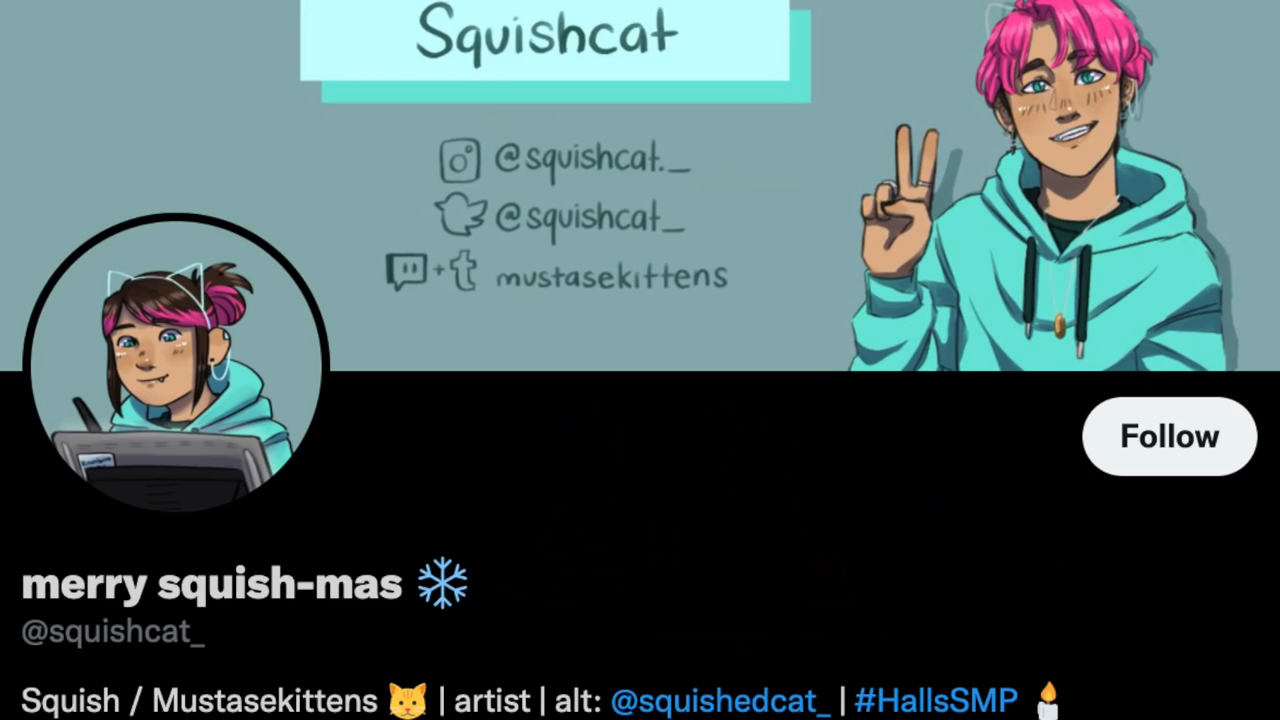 Squishcat
@squishcat._
@squishcat_
+ mustasekittens
Follow
merry squish-mas ❄️
@squishcat_
Squish / Mustasekittens 🐱 | artist | alt: @squishedcat_ | #HallsSMP 🕯️